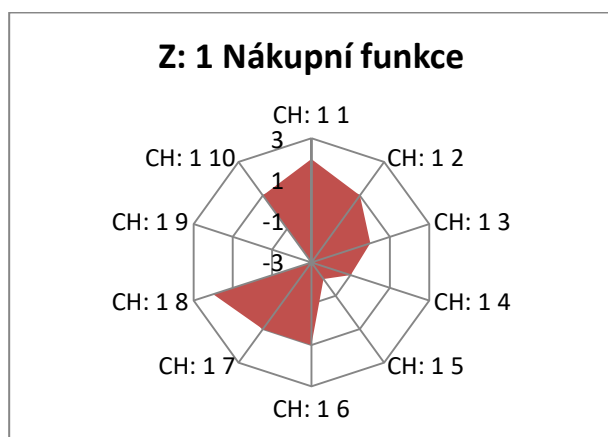 Z: 1 Nákupní funkce
CH: 1 1
3
CH: 1 10
CH: 1 2
1
CH: 1 9
CH: 1 3
-1
-3
CH: 1 8
CH: 1 4
CH: 1 7
CH: 1 5
CH: 1 6